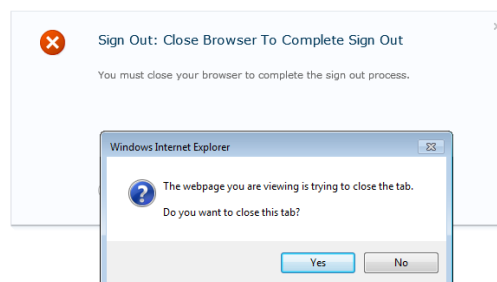 Sign Out: Close Browser To Complete Sign Out
You must close your browser to complete the sign out process.
Windows Internet Explorer
The webpage you are viewing is trying to close the tab.
Do you want to close this tab?
Yes No